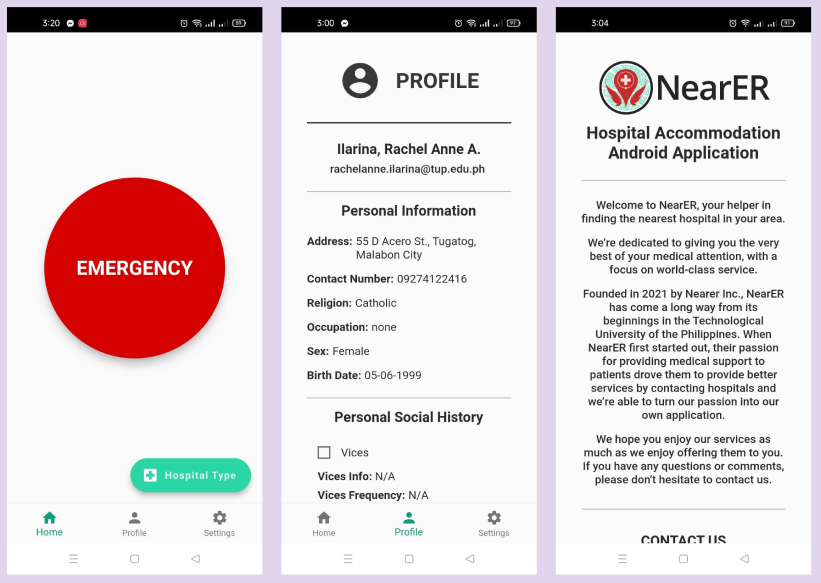 3:20
89
EMERGENCY
Hospital Type
Home
Profile
Settings
3:00
91
PROFILE
Ilarina, Rachel Anne A.
rachelanne.ilarina@tup.edu.ph
Personal Information
Address: 55 D Acero St., Tugatog,
Malabon City
Contact Number: 09274122416
Religion: Catholic
Occupation: none
Sex: Female
Birth Date: 05-06-1999
Personal Social History
Vices
Vices Info: N/A
Vices Frequency: N/A
Home
Profile
Settings
3:04
91
NearER
Hospital Accommodation
Android Application
Welcome to NearER, your helper in
finding the nearest hospital in your area.
We're dedicated to giving you the very
best of your medical attention, with a
focus on world-class service.
Founded in 2021 by Nearer Inc., NearER
has come a long way from its
beginnings in the Technological
University of the Philippines. When
NearER first started out, their passion
for providing medical support to
patients drove them to provide better
services by contacting hospitals and
we're able to turn our passion into our
own application.
We hope you enjoy our services as
much as we enjoy offering them to you.
If you have any questions or comments,
please don't hesitate to contact us.
CONTACT US